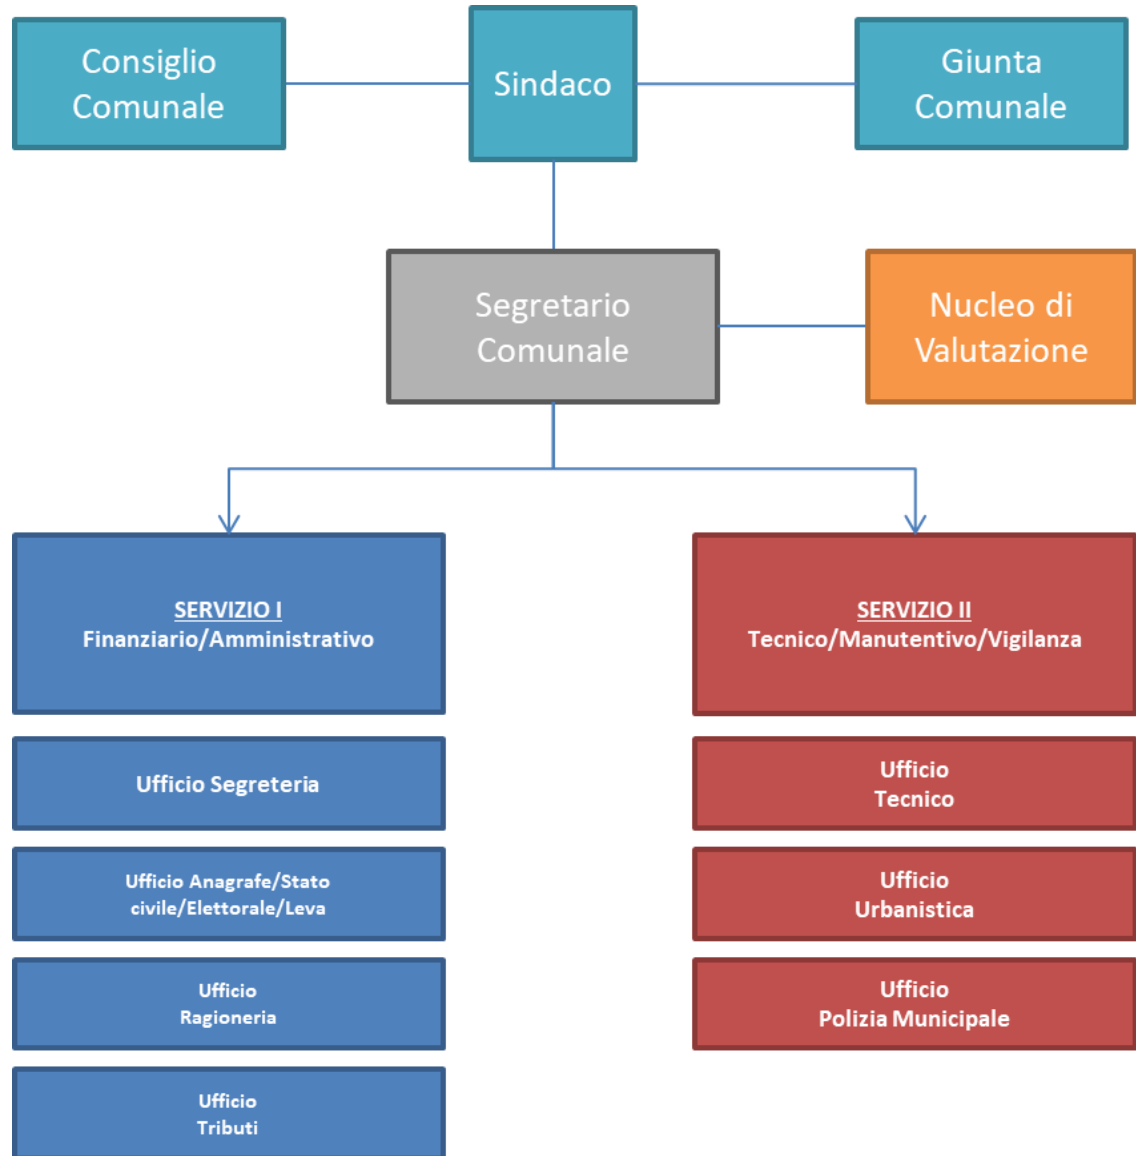 Consiglio
Comunale
Sindaco
Giunta
Comunale
Segretario
Comunale
Nucleo di
Valutazione
SERVIZIO I
Finanziario/Amministrativo
Ufficio Segreteria
Ufficio Anagrafe/Stato
civile/Elettorale/Leva
Ufficio
Ragioneria
Ufficio
Tributi
SERVIZIO II
Tecnico/Manutentivo/Vigilanza
Ufficio
Tecnico
Ufficio
Urbanistica
Ufficio
Polizia Municipale